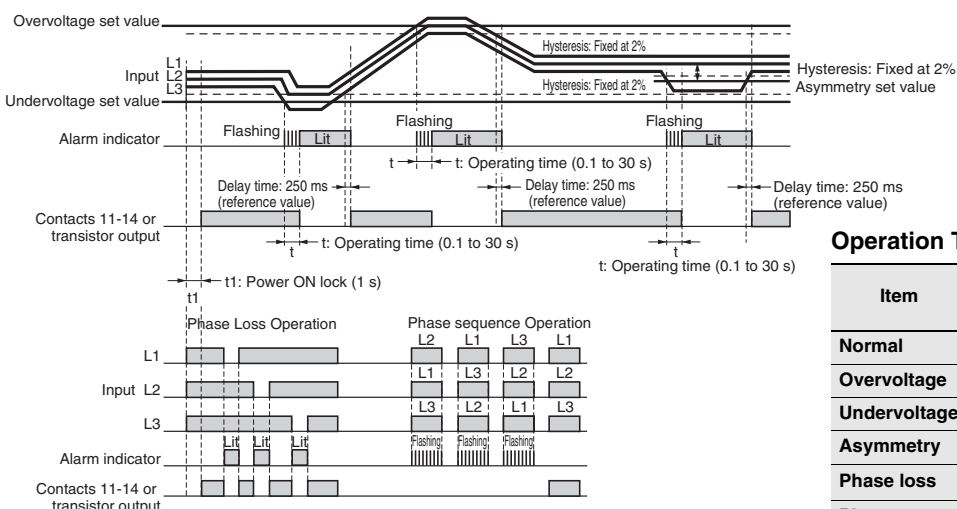 Overvoltage set value
Hysteresis: Fixed at 2%
L1
Input L2
L3
Hysteresis: Fixed at 2%
Hysteresis: Fixed at 2%
Asymmetry set value
Undervoltage set value
Flashing
Flashing
Flashing
Alarm indicator
Lit
Lit
Lit
t
t: Operating time (0.1 to 30 s)
Delay time: 250 ms
(reference value)
Delay time: 250 ms
(reference value)
Delay time: 250 ms
(reference value)
Contacts 11-14 or
transistor output
t: Operating time (0.1 to 30 s)
t
t
t: Operating time (0.1 to 30 s)
t1: Power ON lock (1 s)
t1
Phase Loss Operation
Phase sequence Operation
L1
L2 L1 L3 L1
Input L2
L1 L3 L2 L2
L3
L3 L2 L1 L3
Alarm indicator
Lit Lit Lit
Flashing Flashing Flashing
Contacts 11-14 or
transistor output
Operation T
Item
Normal
Overvoltage
Undervoltage
Asymmetry
Phase loss